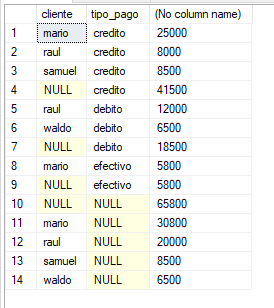 cliente tipo_pago (No column name)
1 mario credito 25000
2 raul credito 8000
3 samuel credito 8500
4 NULL credito 41500
5 raul debito 12000
6 waldo debito 6500
7 NULL debito 18500
8 mario efectivo 5800
9 NULL efectivo 5800
10 NULL NULL 65800
11 mario NULL 30800
12 raul NULL 20000
13 samuel NULL 8500
14 waldo NULL 6500